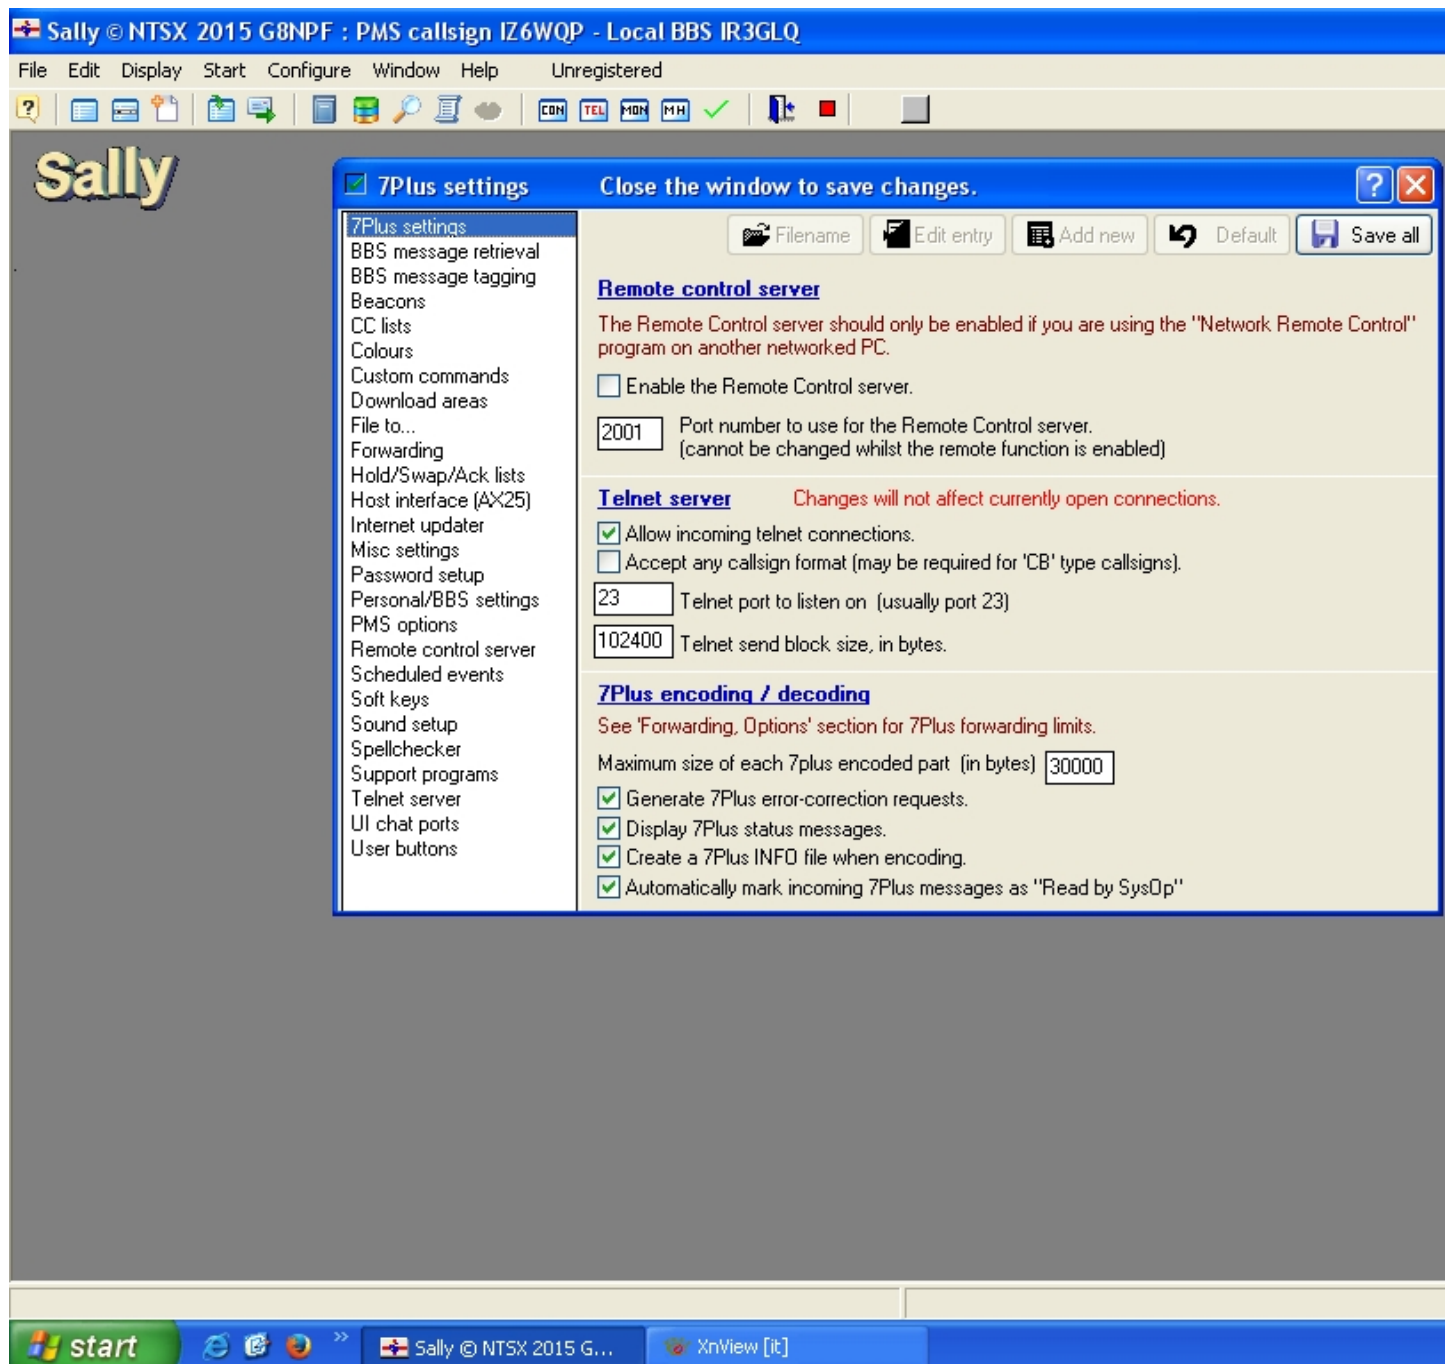 Sally © NTSX 2015 G8NPF : PMS callsign IZ6WQP - Local BBS IR3GLQ
File Edit Display Start Configure Window Help Unregistered
CON TEL MON MH
Sally
7Plus settings Close the window to save changes.
Filename Edit entry Add new Default Save all
7Plus settings
BBS message retrieval
BBS message tagging
Beacons
CC lists
Colours
Custom commands
Download areas
File to...
Forwarding
Hold/Swap/Ack lists
Host interface (AX25)
Internet updater
Misc settings
Password setup
Personal/BBS settings
PMS options
Remote control server
Scheduled events
Soft keys
Sound setup
Spellchecker
Support programs
Telnet server
UI chat ports
User buttons
Remote control server
The Remote Control server should only be enabled if you are using the "Network Remote Control"
program on another networked PC.
Enable the Remote Control server.
2001 Port number to use for the Remote Control server.
(cannot be changed whilst the remote function is enabled)
Telnet server Changes will not affect currently open connections.
Allow incoming telnet connections.
Accept any callsign format (may be required for 'CB' type callsigns).
23 Telnet port to listen on (usually port 23)
102400 Telnet send block size, in bytes.
7Plus encoding / decoding
See 'Forwarding, Options' section for 7Plus forwarding limits.
Maximum size of each 7plus encoded part (in bytes) 30000
Generate 7Plus error-correction requests.
Display 7Plus status messages.
Create a 7Plus INFO file when encoding.
Automatically mark incoming 7Plus messages as "Read by SysOp"
start Sally © NTSX 2015 G... XnView [it]